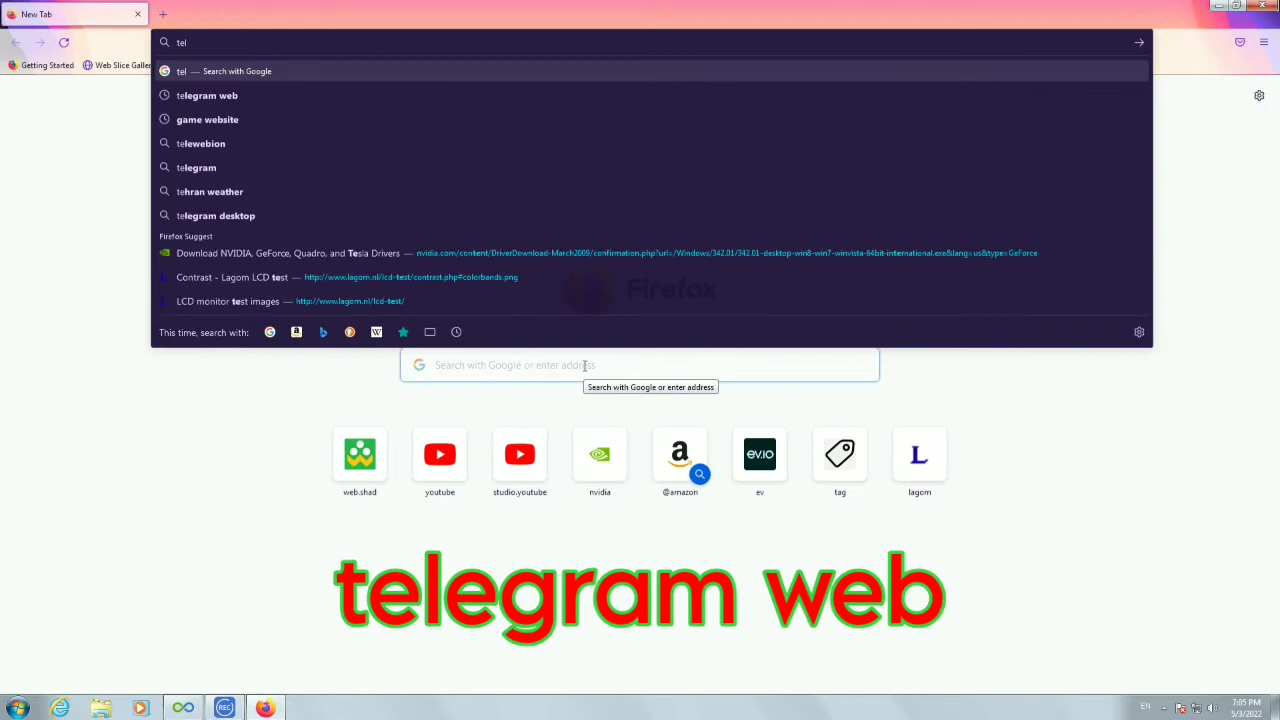 New Tab
tel
Getting Started
Web Slice Galler
tel — Search with Google
telegram web
game website
telewebion
telegram
tehran weather
telegram desktop
Firefox Suggest
Download NVIDIA, GeForce, Quadro, and Tesla Drivers — nvidia.com/content/DriverDownload-March2009/confirmation.php?url=/Windows/342.01/342.01-desktop-win8-win7-winvista-64bit-international.exe&lang=us&type=GeForce
Contrast - Lagom LCD test — http://www.lagom.nl/lcd-test/contrast.php#colorbands.png
LCD monitor test images — http://www.lagom.nl/lcd-test/
Firefox
This time, search with:
Search with Google or enter address
Search with Google or enter address
ev.io
L
web.shad
youtube
studio.youtube
nvidia
@amazon
ev
tag
lagom
telegram web
REC
EN
7:05 PM
5/3/2022